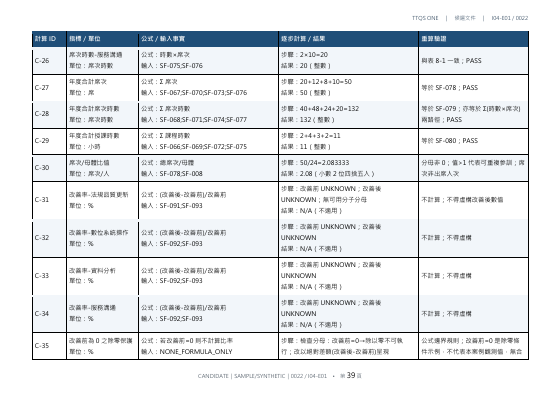 TTQS ONE | 揭露文件 | I04-E01 / 0022
計算 ID 指標 / 單位 公式 / 輸入事實 逐步計算 / 結果 重算驗證
C-26 席次時數-服務溝通 單位：席次時數 公式：時數×席次 輸入：SF-075;SF-076 步驟：2×10=20 結果：20（整數） 與表 8-1 一致；PASS
C-27 年度合計席次 單位：席 公式：Σ 席次 輸入：SF-067;SF-070;SF-073;SF-076 步驟：20+12+8+10=50 結果：50（整數） 等於 SF-078；PASS
C-28 年度合計席次時數 單位：席次時數 公式：Σ 席次時數 輸入：SF-068;SF-071;SF-074;SF-077 步驟：40+48+24+20=132 結果：132（整數） 等於 SF-079；亦等於 Σ(時數×席次) 兩路徑；PASS
C-29 年度合計授課時數 單位：小時 公式：Σ 課程時數 輸入：SF-066;SF-069;SF-072;SF-075 步驟：2+4+3+2=11 結果：11（整數） 等於 SF-080；PASS
C-30 席次/母體比值 單位：席次/人 公式：總席次/母體 輸入：SF-078;SF-008 步驟：50/24=2.083333 結果：2.08（小數 2 位四捨五入） 分母非 0；值>1 代表可重複參訓；席次非出席人次
C-31 改善率-法規回答更新 單位：% 公式：(改善後-改善前)/改善前 輸入：SF-091;SF-093 步驟：改善前 UNKNOWN；改善後 UNKNOWN；無可用分子分母 結果：N/A（不適用） 不計算；不得虛構改善後數值
C-32 改善率-數位系統操作 單位：% 公式：(改善後-改善前)/改善前 輸入：SF-092;SF-093 步驟：改善前 UNKNOWN；改善後 UNKNOWN 結果：N/A（不適用） 不計算；不得虛構
C-33 改善率-資料分析 單位：% 公式：(改善後-改善前)/改善前 輸入：SF-092;SF-093 步驟：改善前 UNKNOWN；改善後 UNKNOWN 結果：N/A（不適用） 不計算；不得虛構
C-34 改善率-服務溝通 單位：% 公式：(改善後-改善前)/改善前 輸入：SF-092;SF-093 步驟：改善前 UNKNOWN；改善後 UNKNOWN 結果：N/A（不適用） 不計算；不得虛構
C-35 改善前為 0 之除零保護 單位：% 公式：若改善前=0 則不計算比率 輸入：NONE_FORMULA_ONLY 步驟：檢查分母：改善前=0→除以零不可執行；改以絕對差額(改善後-改善前)呈現 公式邊界規則；改善前=0 是除零條件示例，不代表本案例觀測值，無合
CANDIDATE | SAMPLE/SYNTHETIC | 0022 / I04-E01 • 第 39 頁